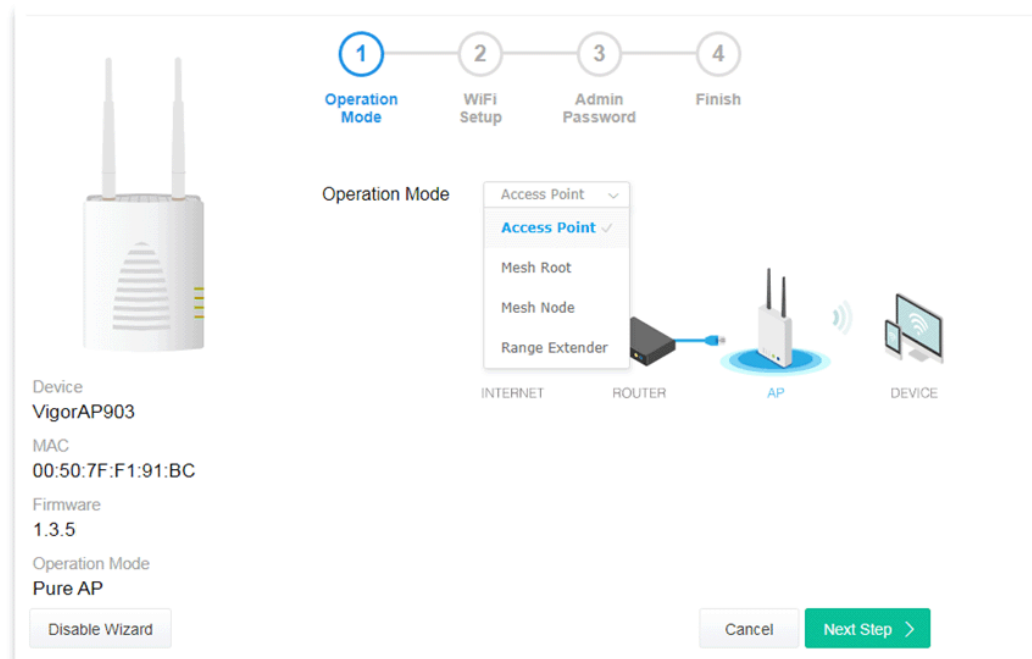 1
2
3
4
Operation
Mode
WiFi
Setup
Admin
Password
Finish
Operation Mode
Access Point
Access Point
Mesh Root
Mesh Node
Range Extender
INTERNET
ROUTER
AP
DEVICE
Device
VigorAP903
MAC
00:50:7F:F1:91:BC
Firmware
1.3.5
Operation Mode
Pure AP
Disable Wizard
Cancel
Next Step